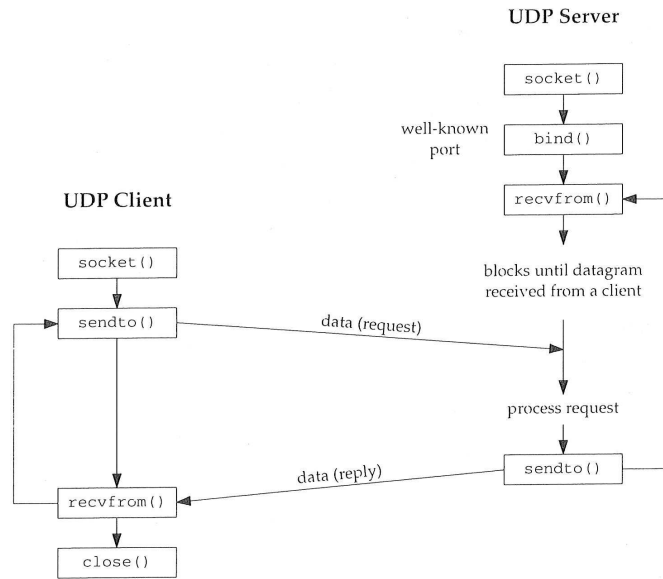 UDP Server
socket()
well-known
port
bind()
recvfrom()
UDP Client
blocks until datagram
received from a client
socket()
sendto()
data (request)
process request
sendto()
data (reply)
recvfrom()
close()